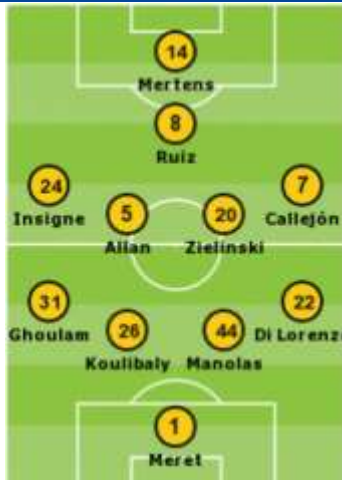 14
Mertens
8
Ruiz
24
7
Insigne
5
20
Callejón
Allan
Zielinski
31
22
Ghoulam
26
44
Di Lorenz
Koulibaly
Manolas
1
Meret